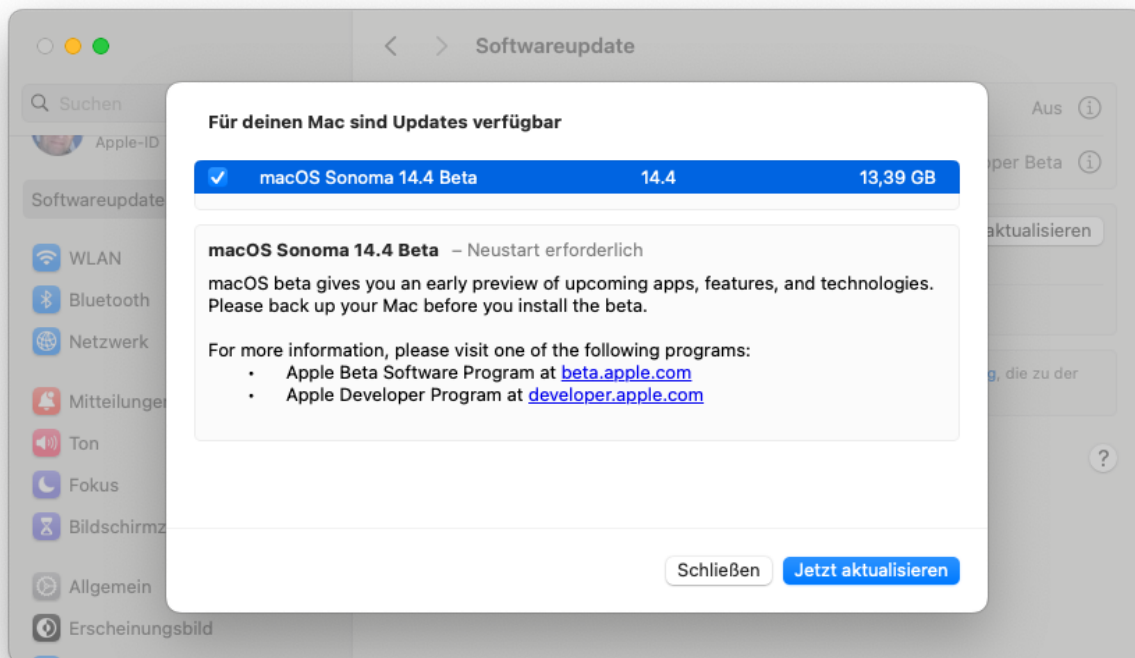 Softwareupdate
Suchen
Apple-ID
Softwareupdate
WLAN
Bluetooth
Netzwerk
Ton
Fokus
Allgemein
Erscheinungsbild
Für deinen Mac sind Updates verfügbar
macOS Sonoma 14.4 Beta 14.4 13,39 GB
macOS Sonoma 14.4 Beta – Neustart erforderlich
macOS beta gives you an early preview of upcoming apps, features, and technologies.
Please back up your Mac before you install the beta.
For more information, please visit one of the following programs:
• Apple Beta Software Program at beta.apple.com
• Apple Developer Program at developer.apple.com
Schließen
Jetzt aktualisieren
Aus
Beta
aktualisieren
, die zu der
?